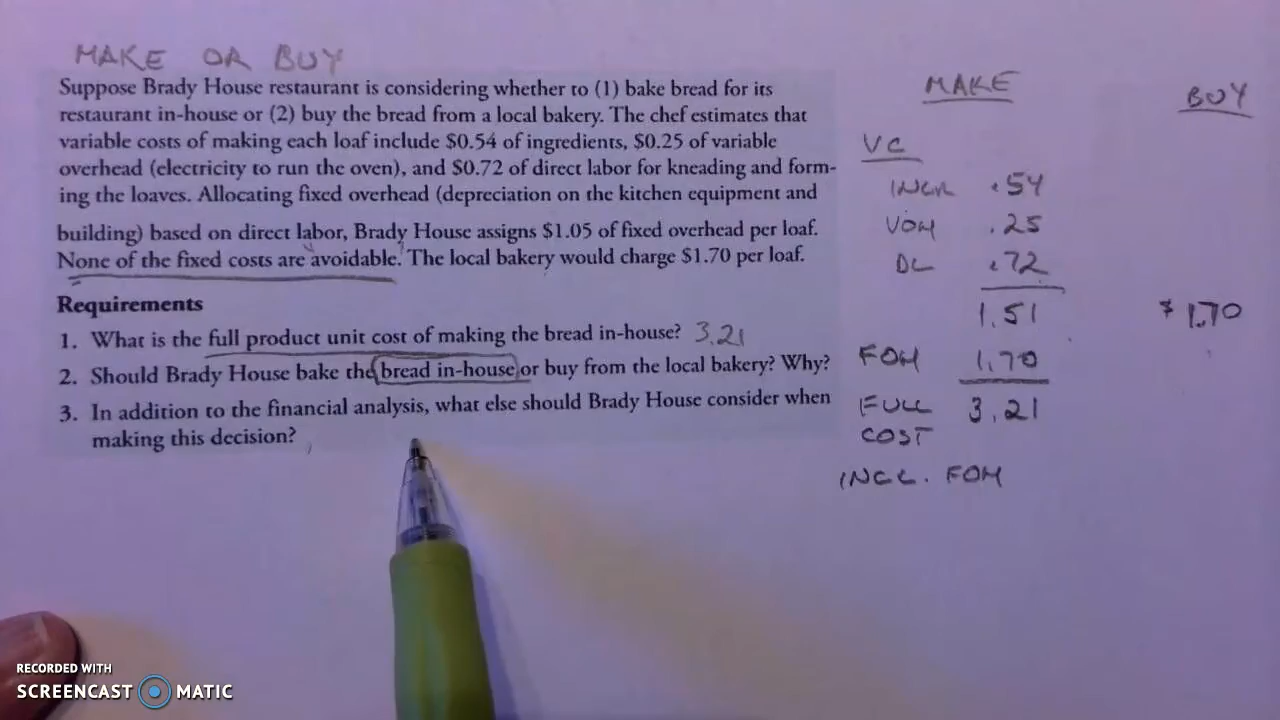 MAKE OR BUY
Suppose Brady House restaurant is considering whether to (1) bake bread for its
restaurant in-house or (2) buy the bread from a local bakery. The chef estimates that
variable costs of making each loaf include $0.54 of ingredients, $0.25 of variable
overhead (electricity to run the oven), and $0.72 of direct labor for kneading and form-
ing the loaves. Allocating fixed overhead (depreciation on the kitchen equipment and
building) based on direct labor, Brady House assigns $1.05 of fixed overhead per loaf.
None of the fixed costs are avoidable. The local bakery would charge $1.70 per loaf.
Requirements
1. What is the full product unit cost of making the bread in-house? 3.21
2. Should Brady House bake the bread in-house or buy from the local bakery? Why?
3. In addition to the financial analysis, what else should Brady House consider when
making this decision?
MAKE
BUY
VC
INGR .54
VOH .25
DL .72
1.51 $1.70
FOH 1.70
FULL 3.21
COST
INCL. FOH
RECORDED WITH
SCREENCAST MATIC